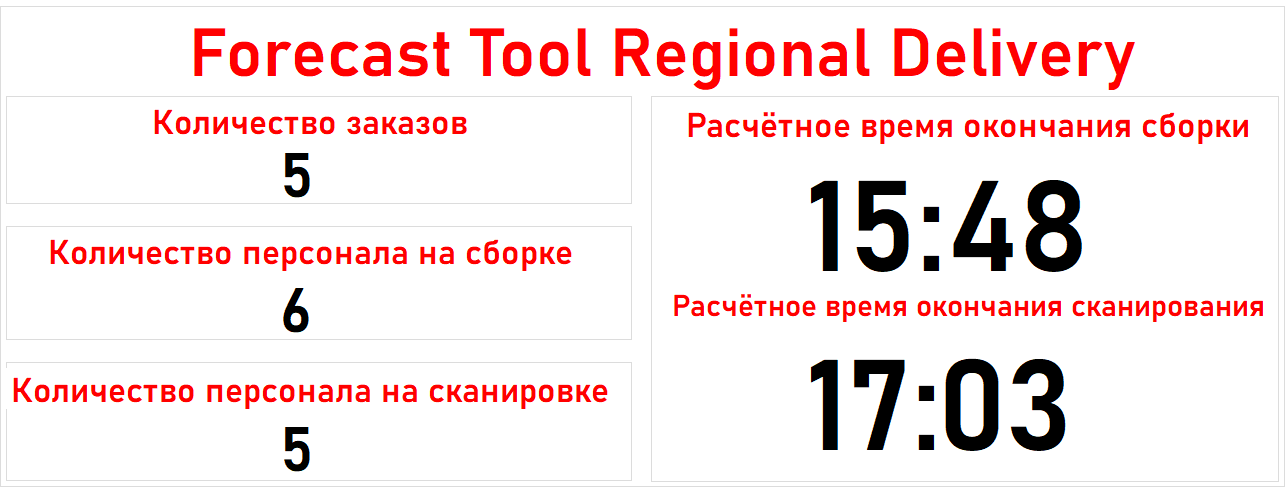 Forecast Tool Regional Delivery
Количество заказов
5
Количество персонала на сборке
6
Количество персонала на сканировке
5
Расчётное время окончания сборки
15:48
Расчётное время окончания сканирования
17:03